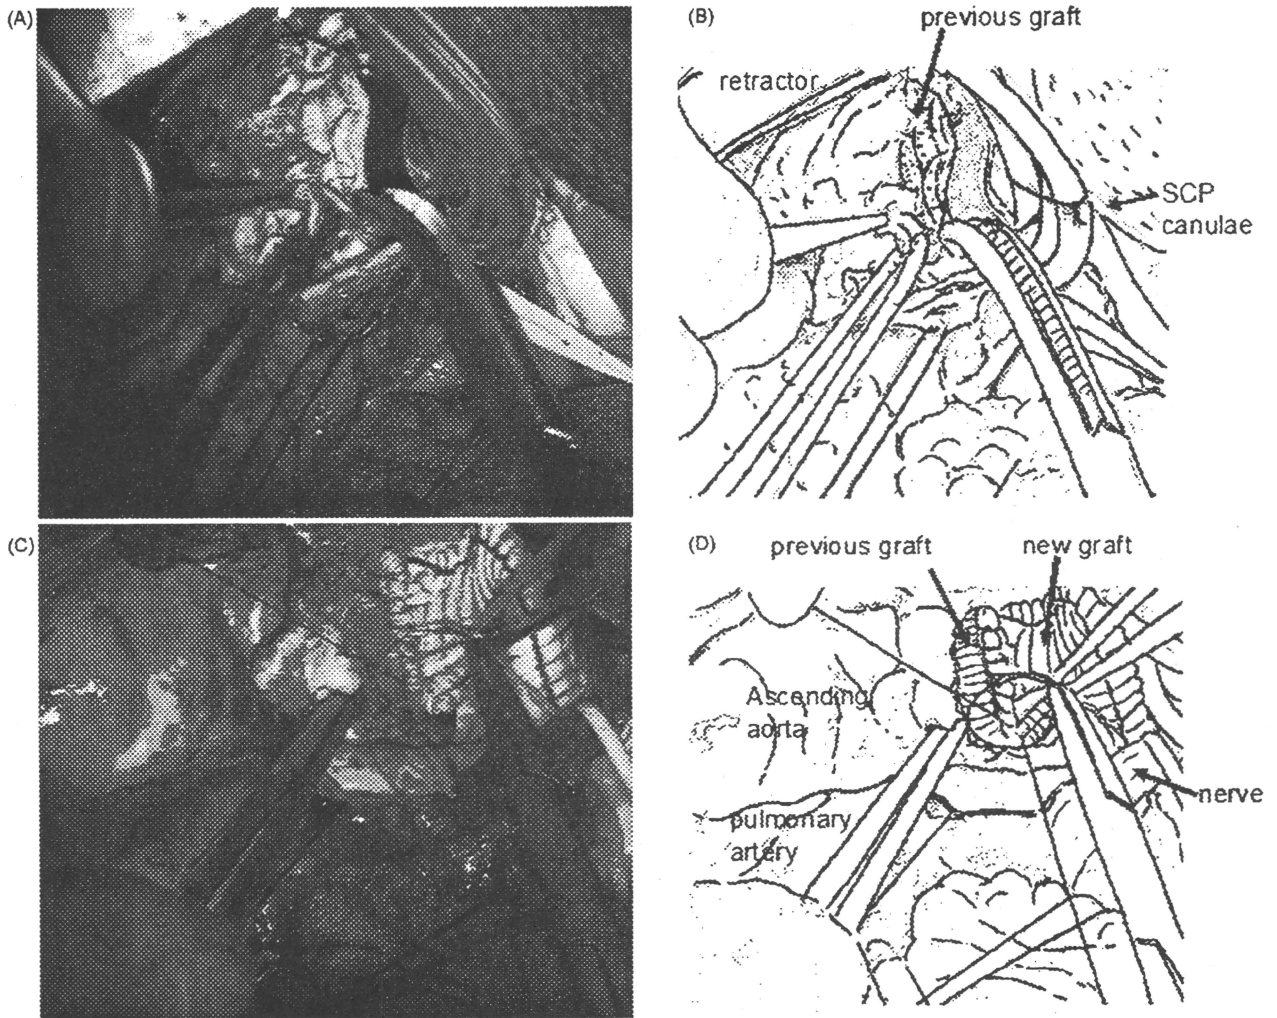 (A)
(B)
previous graft
retractor
SCP
canulae
(C)
(D)
previous graft
new graft
Ascending
aorta
nerve
pulmonary
artery